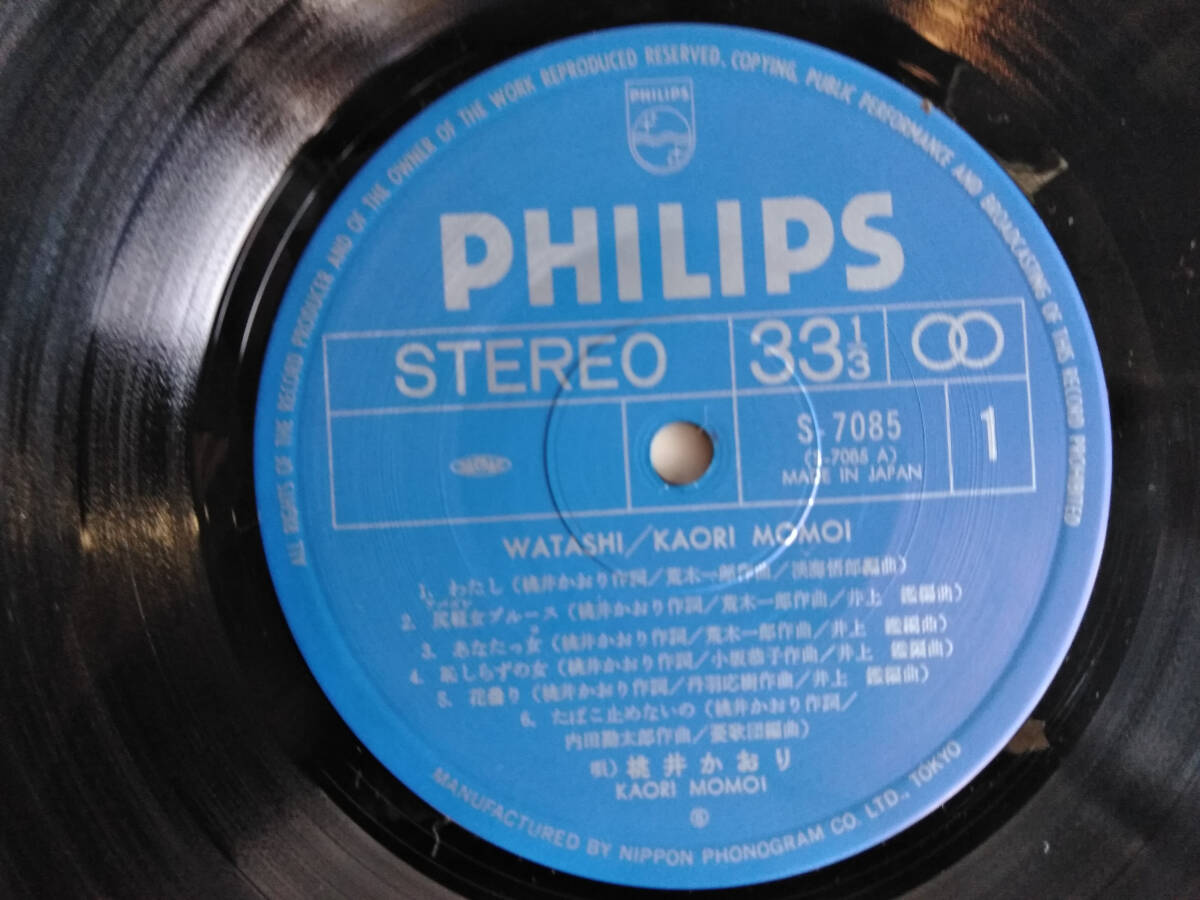 ALL RIGHTS OF THE RECORD PRODUCER AND OF THE OWNER OF THE WORK REPRODUCED RESERVED. COPYING, PUBLIC PERFORMANCE AND BROADCASTING OF THIS RECORD PROHIBITED
PHILIPS
PHILIPS
STEREO
33 1/3
S-7085
(S-7085 A)
MADE IN JAPAN
1
WATASHI/KAORI MOMOI
1. わたし(桃井かおり作詞/荒木一郎作曲/深海悟郎編曲)
2. 尻軽女ブルース(桃井かおり作詞/荒木一郎作曲/井上 鑑編曲)
3. あなたっ女(桃井かおり作詞/荒木一郎作曲/井上 鑑編曲)
4. 恥しらずの女(桃井かおり作詞/小坂恭子作曲/井上 鑑編曲)
5. 花曇り(桃井かおり作詞/丹羽応樹作曲/井上 鑑編曲)
6. たばこ止めないの(桃井かおり作詞/
内田勘太郎作曲/憂歌団編曲)
唄)桃井かおり
KAORI MOMOI
MANUFACTURED BY NIPPON PHONOGRAM CO. LTD., TOKYO